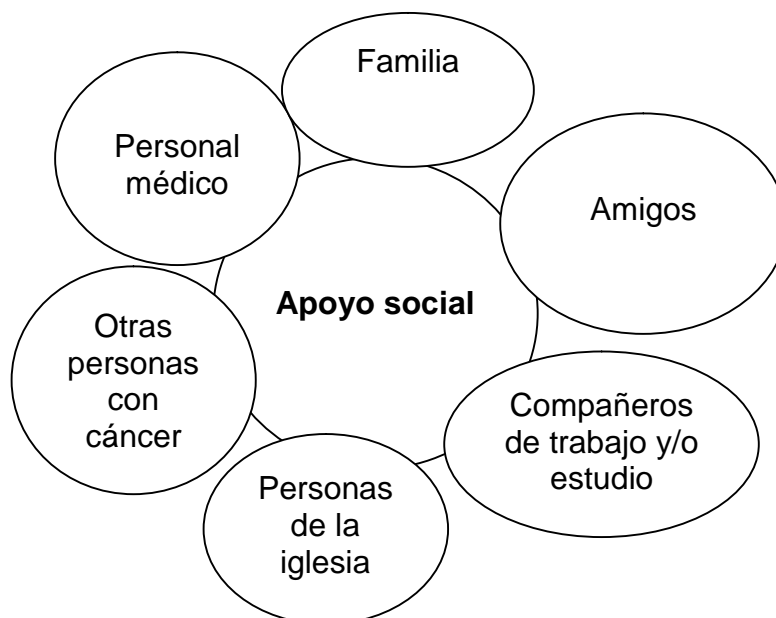 Familia
Personal
médico
Amigos
Apoyo social
Otras
personas
con
cáncer
Compañeros
de trabajo y/o
estudio
Personas
de la
iglesia